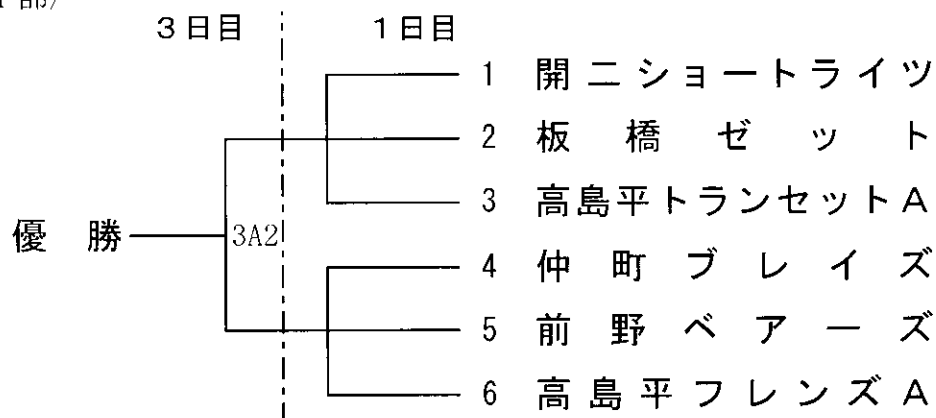 3日目 1日目
1 開二ショートライツ
2 板橋ゼット
3 高島平トランセットA
優勝 3A2
4 仲町ブレイズ
5 前野ベアーズ
6 高島平フレンズA